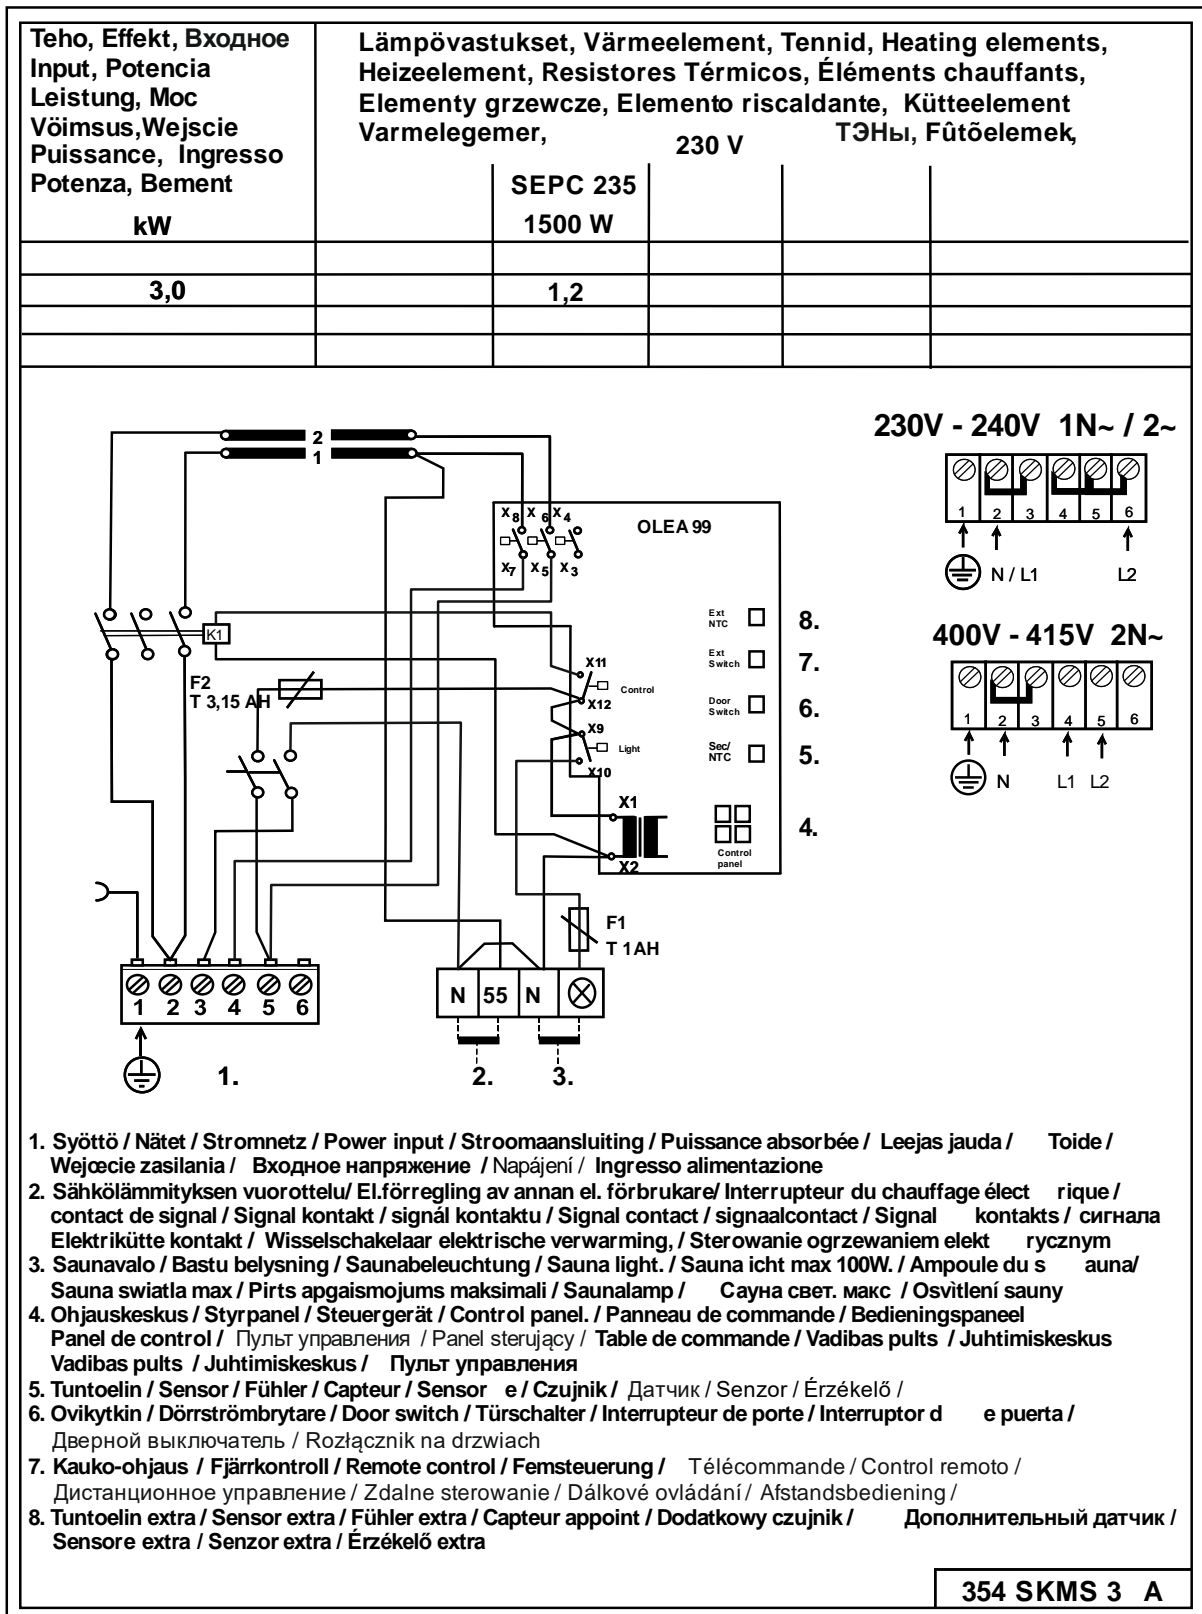 Teho, Effekt, Входное
Input, Potencia
Leistung, Moc
Vöimsus,Wejscie
Puissance, Ingresso
Potenza, Bement
kW
Lämpövastukset, Värmeelement, Tennid, Heating elements,
Heizeelement, Resistores Térmicos, Éléments chauffants,
Elementy grzewcze, Elemento riscaldante, Kütteelement
Varmelegemer, 230 V ТЭНы, Fûtõelemek,
SEPC 235
1500 W
3,0 1,2
2
1
X8 X6 X4
OLEA 99
X7 X5 X3
K1
Ext
NTC
8.
Ext
Switch
7.
Door
Switch
6.
Sec/
NTC
5.
4.
Control
panel
X11
Control
X12
X9
Light
X10
X1
X2
F2
T 3,15 AH
F1
T 1AH
N 55 N
1 2 3 4 5 6
1.
2.
3.
230V - 240V 1N~ / 2~
1 2 3 4 5 6
N / L1 L2
400V - 415V 2N~
1 2 3 4 5 6
N L1 L2
1. Syöttö / Nätet / Stromnetz / Power input / Stroomaansluiting / Puissance absorbée / Leejas jauda / Toide /
Wejœcie zasilania / Входное напряжение / Napájení / Ingresso alimentazione
2. Sähkölämmityksen vuorottelu/ El.förregling av annan el. förbrukare/ Interrupteur du chauffage élect rique /
contact de signal / Signal kontakt / signál kontaktu / Signal contact / signaalcontact / Signal kontakts / сигнала
Elektrikütte kontakt / Wisselschakelaar elektrische verwarming, / Sterowanie ogrzewaniem elekt rycznym
3. Saunavalo / Bastu belysning / Saunabeleuchtung / Sauna light. / Sauna icht max 100W. / Ampoule du s auna/
Sauna swiatla max / Pirts apgaismojums maksimali / Saunalamp / Сауна свет. макс / Osvìtlení sauny
4. Ohjauskeskus / Styrpanel / Steuergerät / Control panel. / Panneau de commande / Bedieningspaneel
Panel de control / Пульт управления / Panel sterujący / Table de commande / Vadibas pults / Juhtimiskeskus
Vadibas pults / Juhtimiskeskus / Пульт управления
5. Tuntoelin / Sensor / Fühler / Capteur / Sensor e / Czujnik / Датчик / Senzor / Érzékelő /
6. Ovikytkin / Dörrströmbrytare / Door switch / Türschalter / Interrupteur de porte / Interruptor d e puerta /
Дверной выключатель / Rozłącznik na drzwiach
7. Kauko-ohjaus / Fjärrkontroll / Remote control / Femsteuerung / Télécommande / Control remoto /
Дистанционное управление / Zdalne sterowanie / Dálkové ovládání / Afstandsbediening /
8. Tuntoelin extra / Sensor extra / Fühler extra / Capteur appoint / Dodatkowy czujnik / Дополнительный датчик /
Sensore extra / Senzor extra / Érzékelő extra
354 SKMS 3 A